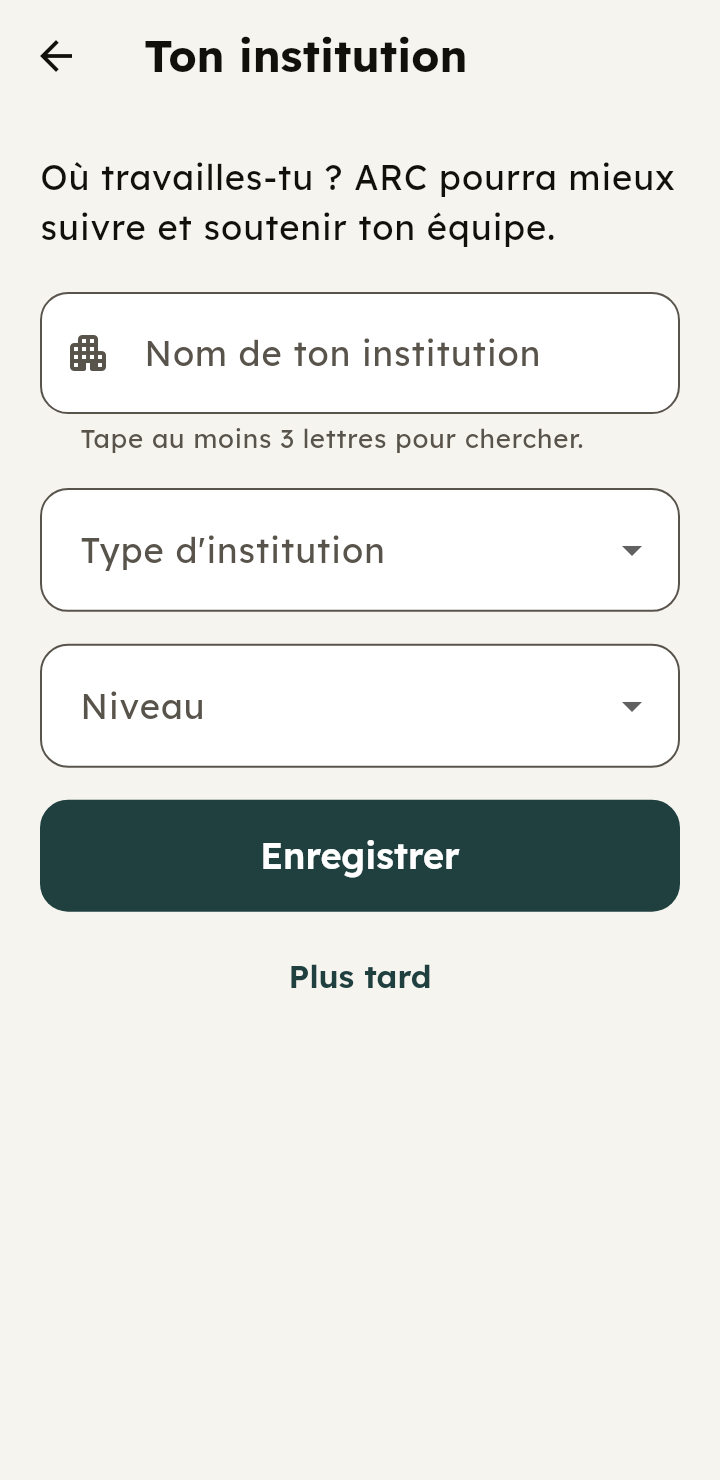 Ton institution
Où travailles-tu ? ARC pourra mieux
suivre et soutenir ton équipe.
Nom de ton institution
Tape au moins 3 lettres pour chercher.
Type d'institution
Niveau
Enregistrer
Plus tard